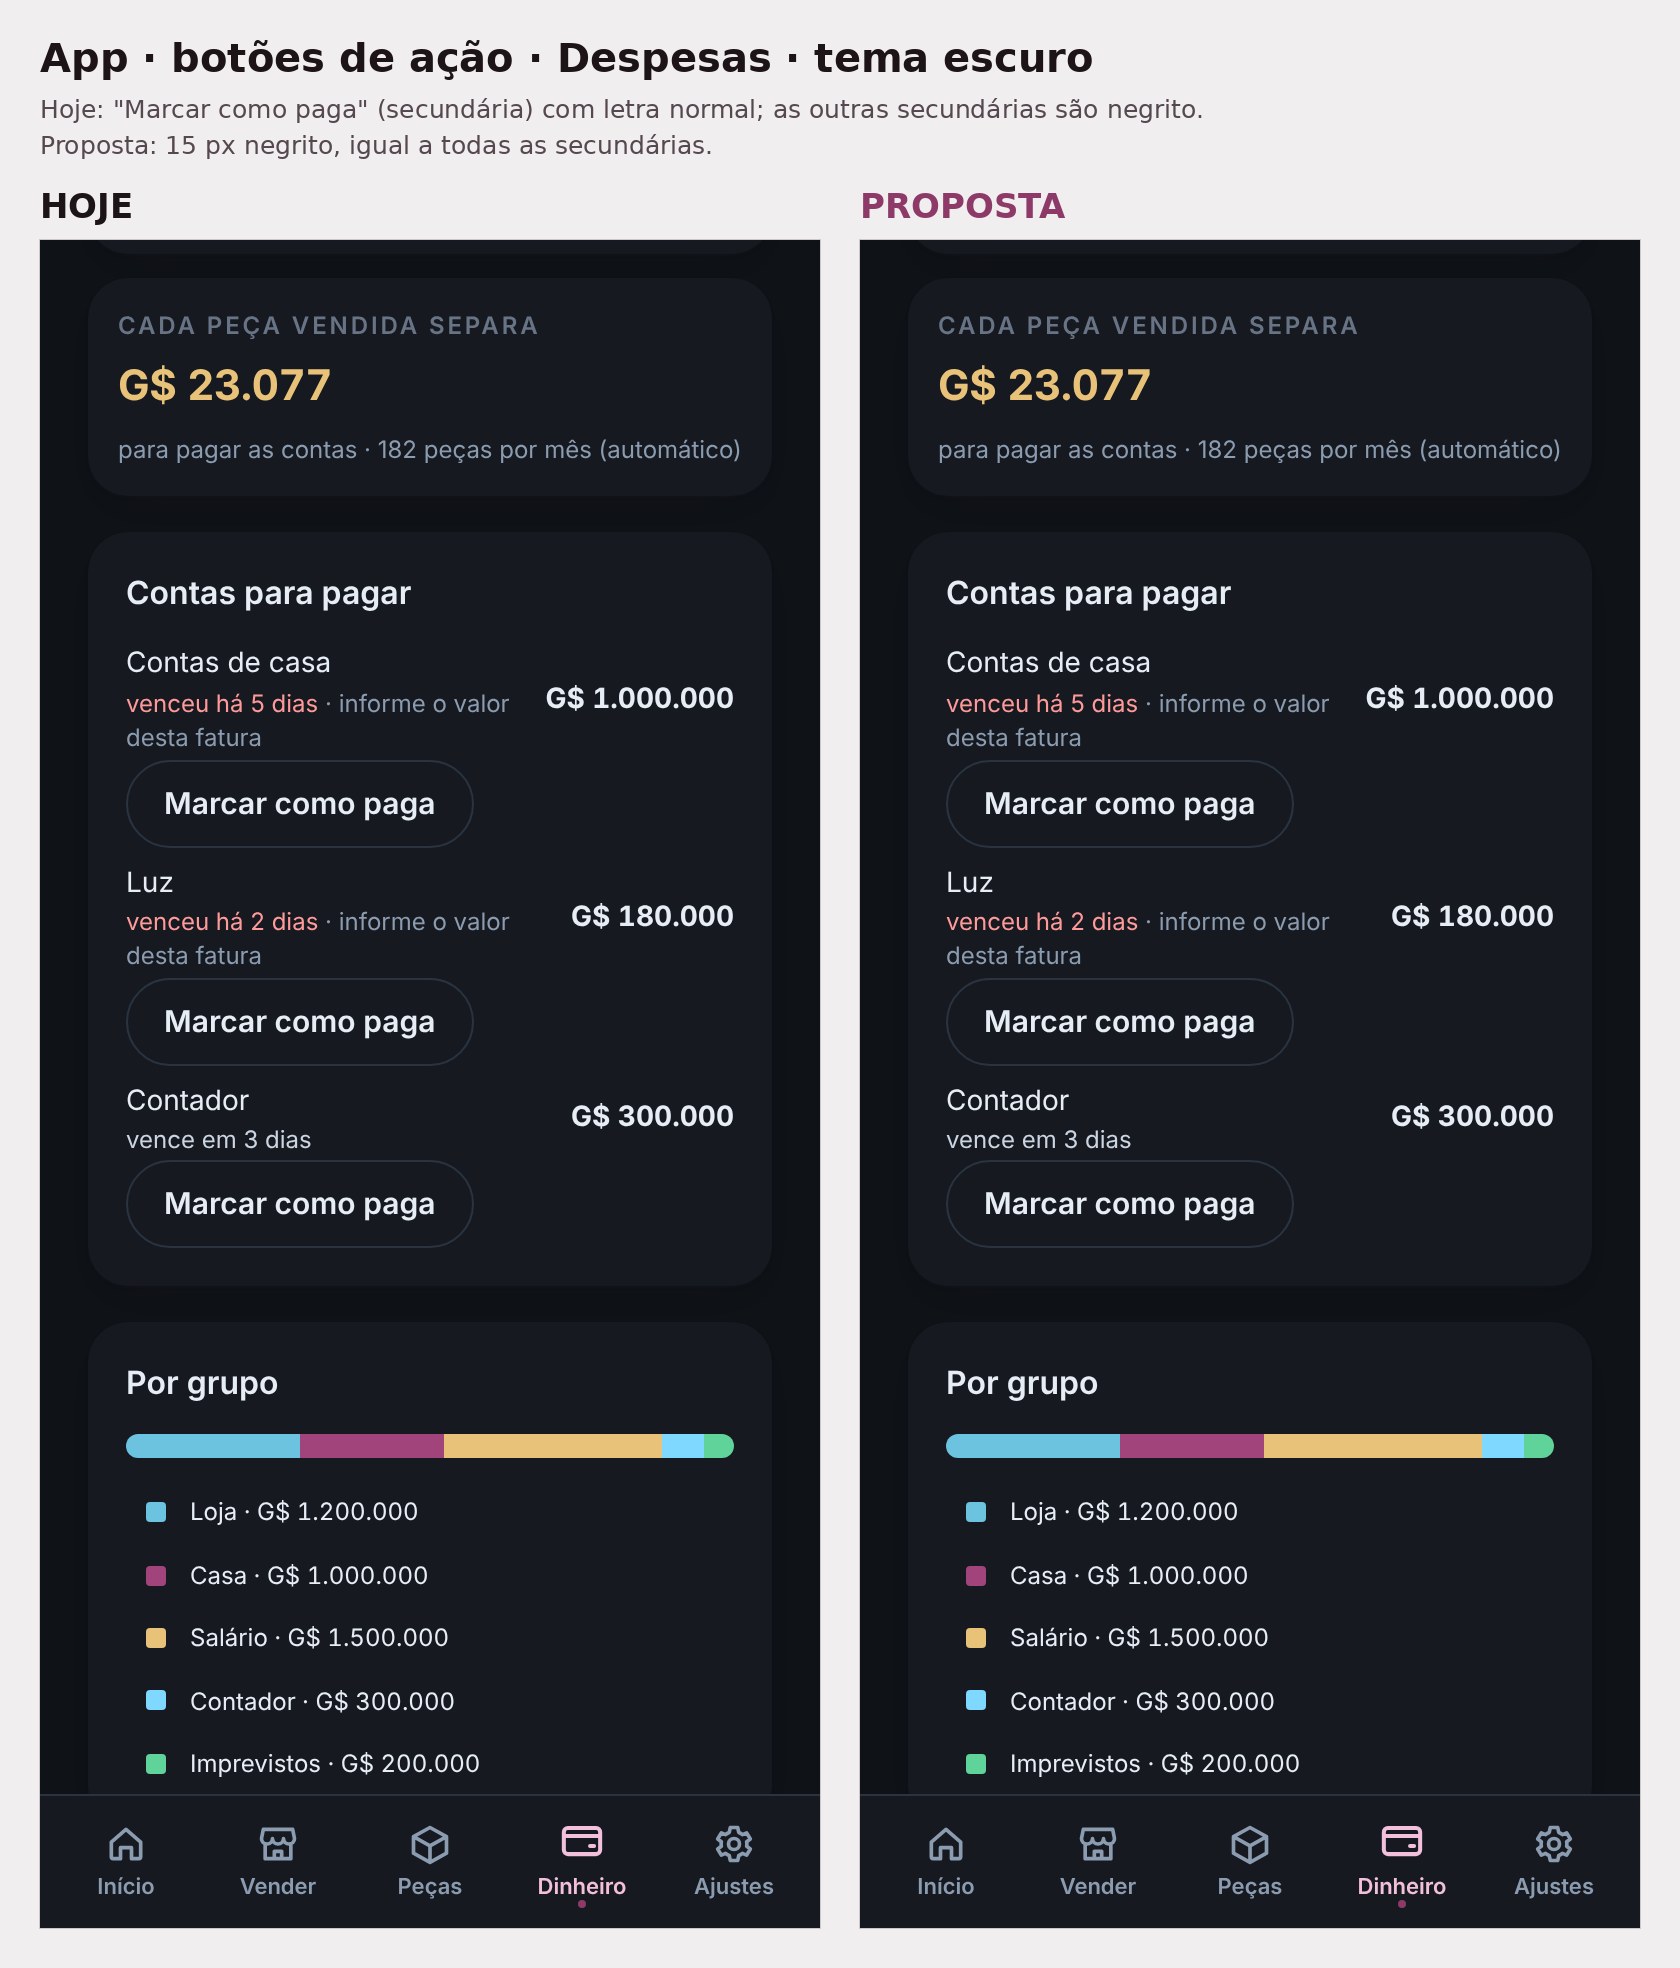 App · botões de ação · Despesas · tema escuro
Hoje: "Marcar como paga" (secundária) com letra normal; as outras secundárias são negrito.
Proposta: 15 px negrito, igual a todas as secundárias.
HOJE
CADA PEÇA VENDIDA SEPARA
G$ 23.077
para pagar as contas · 182 peças por mês (automático)
Contas para pagar
Contas de casa
venceu há 5 dias · informe o valor
desta fatura
G$ 1.000.000
Marcar como paga
Luz
venceu há 2 dias · informe o valor
desta fatura
G$ 180.000
Marcar como paga
Contador
vence em 3 dias
G$ 300.000
Marcar como paga
Por grupo
Loja · G$ 1.200.000
Casa · G$ 1.000.000
Salário · G$ 1.500.000
Contador · G$ 300.000
Imprevistos · G$ 200.000
Início Vender Peças Dinheiro Ajustes
PROPOSTA
CADA PEÇA VENDIDA SEPARA
G$ 23.077
para pagar as contas · 182 peças por mês (automático)
Contas para pagar
Contas de casa
venceu há 5 dias · informe o valor
desta fatura
G$ 1.000.000
Marcar como paga
Luz
venceu há 2 dias · informe o valor
desta fatura
G$ 180.000
Marcar como paga
Contador
vence em 3 dias
G$ 300.000
Marcar como paga
Por grupo
Loja · G$ 1.200.000
Casa · G$ 1.000.000
Salário · G$ 1.500.000
Contador · G$ 300.000
Imprevistos · G$ 200.000
Início Vender Peças Dinheiro Ajustes